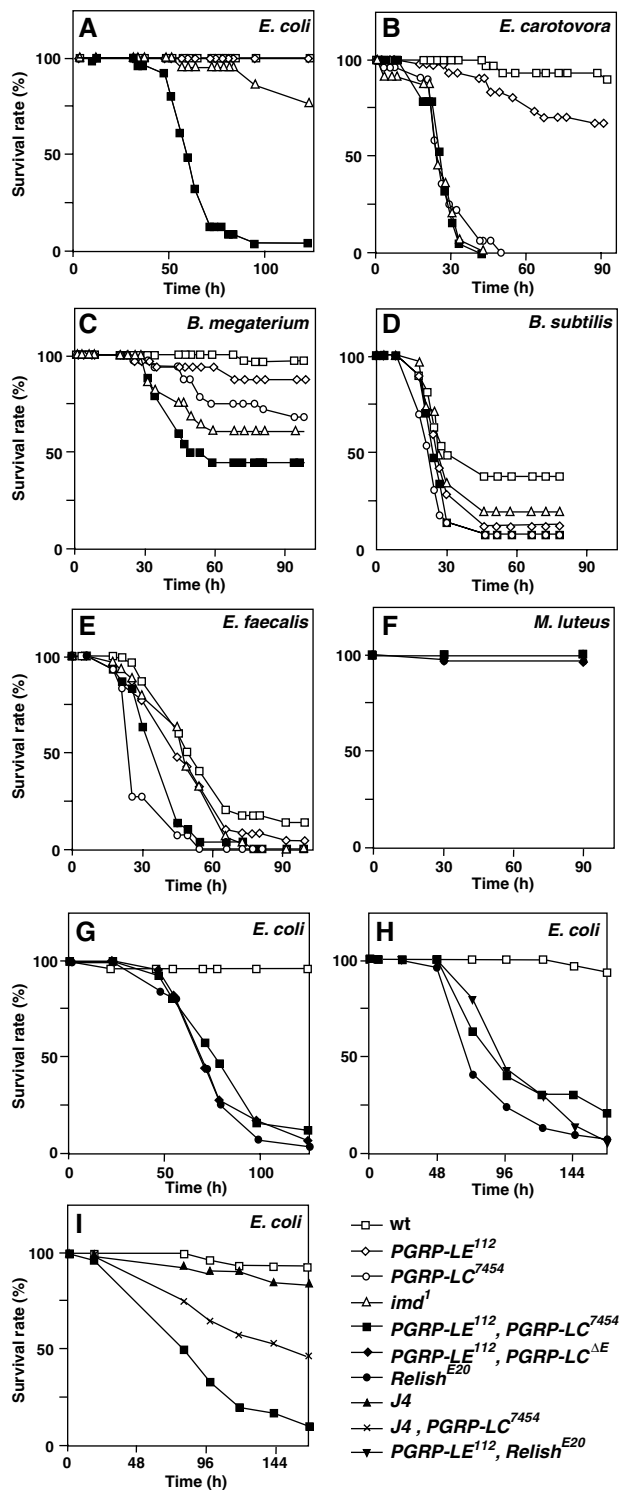 A
E. coli
Survival rate (%)
100
50
0
0
50
100
Time (h)
B
E. carotovora
100
50
0
0
30
60
90
Time (h)
C
B. megaterium
Survival rate (%)
100
50
0
0
30
60
90
Time (h)
D
B. subtilis
100
50
0
0
30
60
90
Time (h)
E
E. faecalis
Survival rate (%)
100
50
0
0
30
60
90
Time (h)
F
M. luteus
100
50
0
0
30
60
90
Time (h)
G
E. coli
Survival rate (%)
100
50
0
0
50
100
Time (h)
H
E. coli
100
50
0
0
48
96
144
Time (h)
I
E. coli
Survival rate (%)
100
50
0
0
48
96
144
Time (h)
wt
PGRP-LE112
PGRP-LC7454
imd1
PGRP-LE112, PGRP-LC7454
PGRP-LE112, PGRP-LCΔE
RelishE20
J4
J4 , PGRP-LC7454
PGRP-LE112, RelishE20